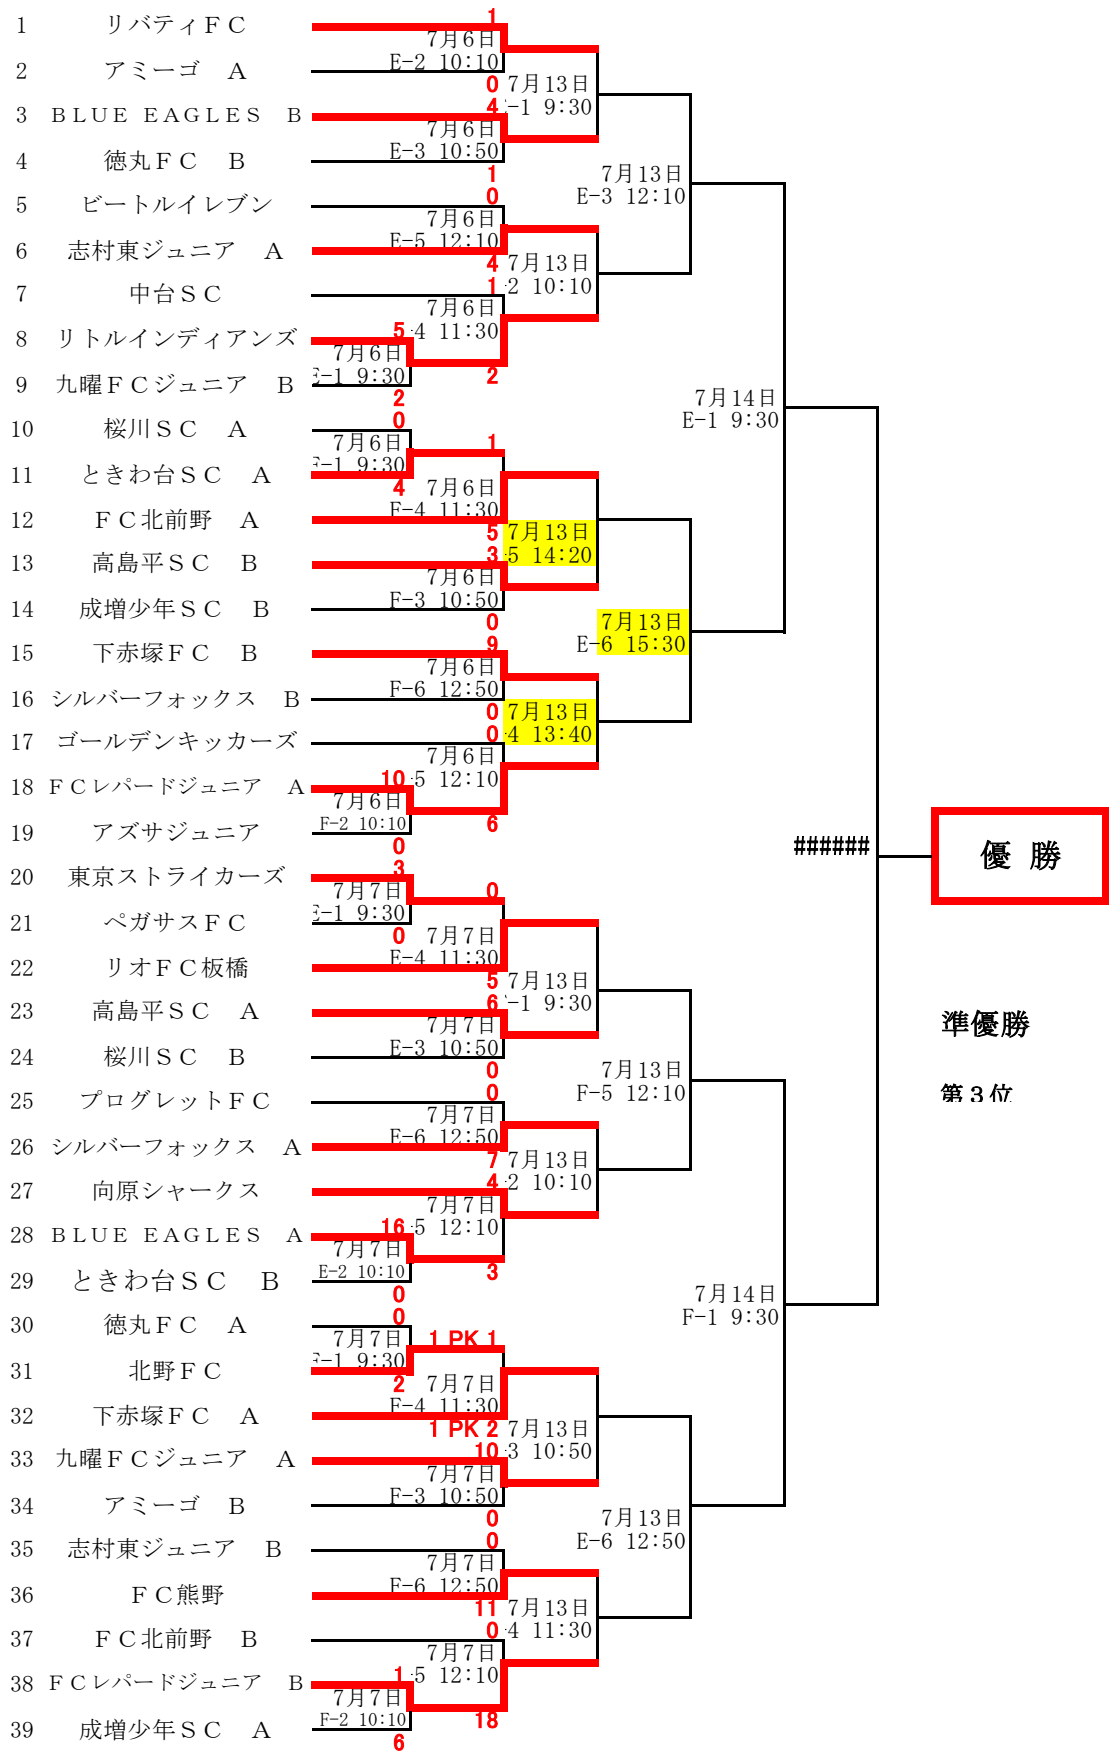 1 リバティＦＣ 1
7月6日
E-2 10:10
2 アミーゴ　Ａ 0
7月13日
-1 9:30
3 ＢＬＵＥ ＥＡＧＬＥＳ　Ｂ 4
7月6日
E-3 10:50
4 徳丸ＦＣ　Ｂ 1
7月13日
E-3 12:10
5 ビートルイレブン 0
7月6日
E-5 12:10
6 志村東ジュニア　Ａ 4
7月13日
-2 10:10
7 中台ＳＣ 1
7月6日
-4 11:30
8 リトルインディアンズ 5
7月6日
E-1 9:30
2
9 九曜ＦＣジュニア　Ｂ 2
7月14日
E-1 9:30
10 桜川ＳＣ　Ａ 0
7月6日
F-1 9:30
1
11 ときわ台ＳＣ　Ａ 4
7月6日
F-4 11:30
12 ＦＣ北前野　Ａ 5
7月13日
-5 14:20
13 高島平ＳＣ　Ｂ 3
7月6日
F-3 10:50
14 成増少年ＳＣ　Ｂ 0
7月13日
E-6 15:30
15 下赤塚ＦＣ　Ｂ 9
7月6日
F-6 12:50
16 シルバーフォックス　Ｂ 0
7月13日
-4 13:40
17 ゴールデンキッカーズ 0
7月6日
-5 12:10
18 ＦＣレパードジュニア　Ａ 10
7月6日
F-2 10:10
6
19 アズサジュニア 0
######
優 勝
20 東京ストライカーズ 3
7月7日
E-1 9:30
0
21 ペガサスＦＣ 0
7月7日
E-4 11:30
22 リオＦＣ板橋 5
7月13日
-1 9:30
23 高島平ＳＣ　Ａ 6
7月7日
E-3 10:50
準優勝
24 桜川ＳＣ　Ｂ 0
7月13日
F-5 12:10
第３位
25 プログレットＦＣ 0
7月7日
E-6 12:50
26 シルバーフォックス　Ａ 7
7月13日
-2 10:10
27 向原シャークス 4
7月7日
-5 12:10
28 ＢＬＵＥ ＥＡＧＬＥＳ　Ａ 16
7月7日
E-2 10:10
3
29 ときわ台ＳＣ　Ｂ 0
7月14日
F-1 9:30
30 徳丸ＦＣ　Ａ 0
7月7日
F-1 9:30
1 PK 1
31 北野ＦＣ 2
7月7日
F-4 11:30
32 下赤塚ＦＣ　Ａ 1 PK 2
7月13日
-3 10:50
33 九曜ＦＣジュニア　Ａ 10
7月7日
F-3 10:50
34 アミーゴ　Ｂ 0
7月13日
E-6 12:50
35 志村東ジュニア　Ｂ 0
7月7日
F-6 12:50
36 ＦＣ熊野 11
7月13日
-4 11:30
37 ＦＣ北前野　Ｂ 0
7月7日
-5 12:10
38 ＦＣレパードジュニア　Ｂ 1
7月7日
F-2 10:10
18
39 成増少年ＳＣ　Ａ 6